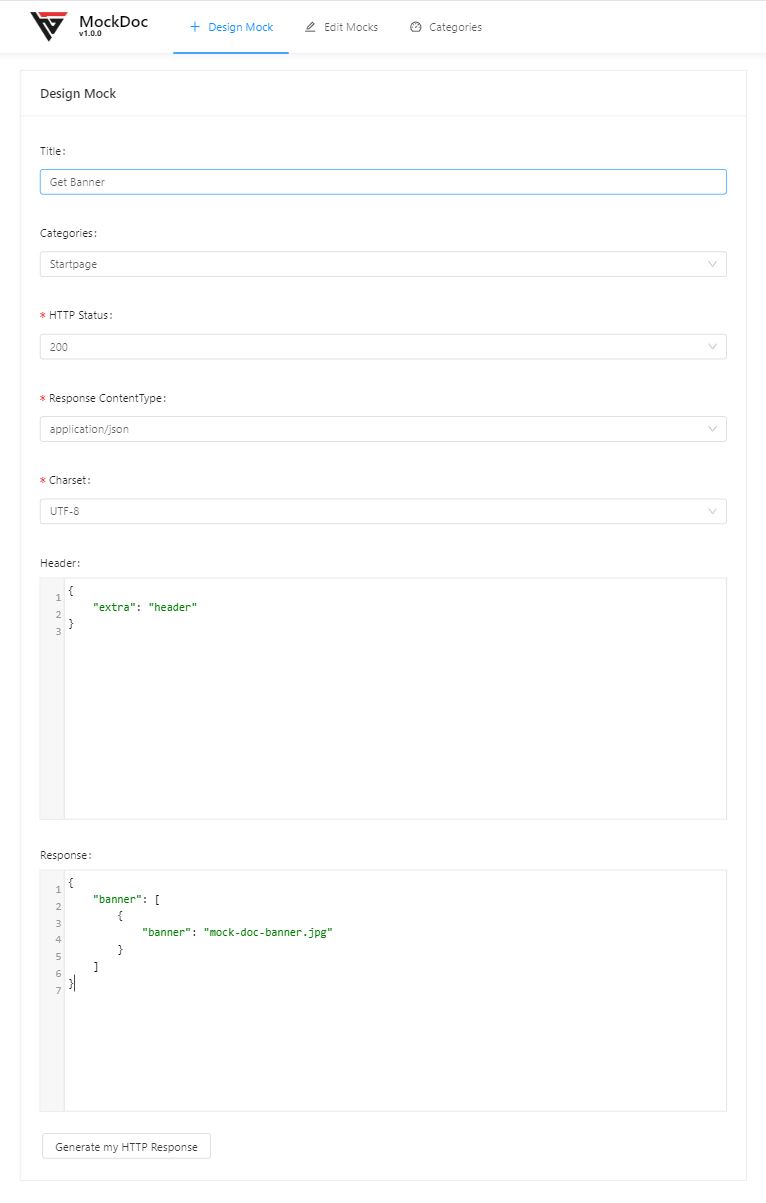 MockDoc
v1.0.0
Design Mock
Edit Mocks
Categories
Design Mock
Title:
Get Banner
Categories:
Startpage
* HTTP Status:
200
* Response ContentType:
application/json
* Charset:
UTF-8
Header:
1 {
2     "extra": "header"
3 }
Response:
1 {
2     "banner": [
3         {
4             "banner": "mock-doc-banner.jpg"
5         }
6     ]
7 }
Generate my HTTP Response